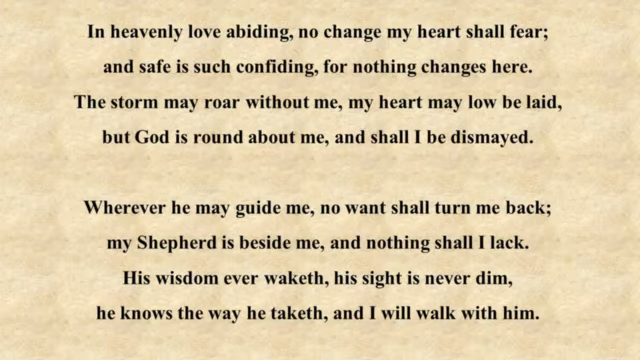 In heavenly love abiding, no change my heart shall fear;
and safe is such confiding, for nothing changes here.
The storm may roar without me, my heart may low be laid,
but God is round about me, and shall I be dismayed.
Wherever he may guide me, no want shall turn me back;
my Shepherd is beside me, and nothing shall I lack.
His wisdom ever waketh, his sight is never dim,
he knows the way he taketh, and I will walk with him.